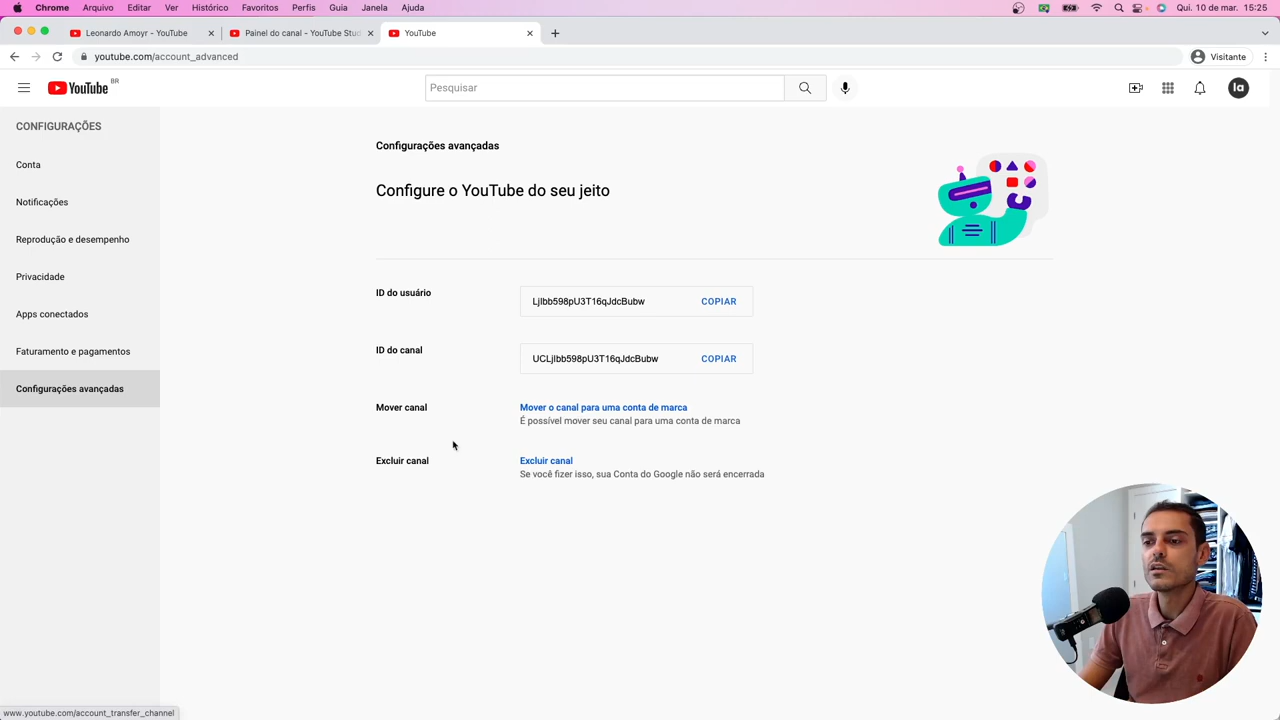 Chrome Arquivo Editar Ver Histórico Favoritos Perfis Guia Janela Ajuda Qui. 10 de mar. 15:25
Leonardo Amoyr - YouTube
Painel do canal - YouTube Stud
YouTube
youtube.com/account_advanced
Visitante
YouTube BR
Pesquisar
la
CONFIGURAÇÕES
Conta
Notificações
Reprodução e desempenho
Privacidade
Apps conectados
Faturamento e pagamentos
Configurações avançadas
Configurações avançadas
Configure o YouTube do seu jeito
ID do usuário
LjIbb598pU3T16qJdcBubw COPIAR
ID do canal
UCLjIbb598pU3T16qJdcBubw COPIAR
Mover canal
Mover o canal para uma conta de marca
É possível mover seu canal para uma conta de marca
Excluir canal
Excluir canal
Se você fizer isso, sua Conta do Google não será encerrada
www.youtube.com/account_transfer_channel